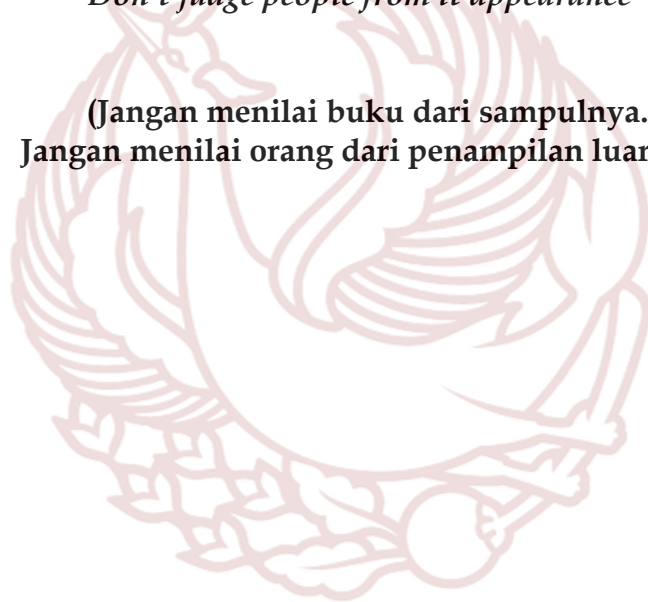 Don't judge people from it appearance
(Jangan menilai buku dari sampulnya.
Jangan menilai orang dari penampilan luar